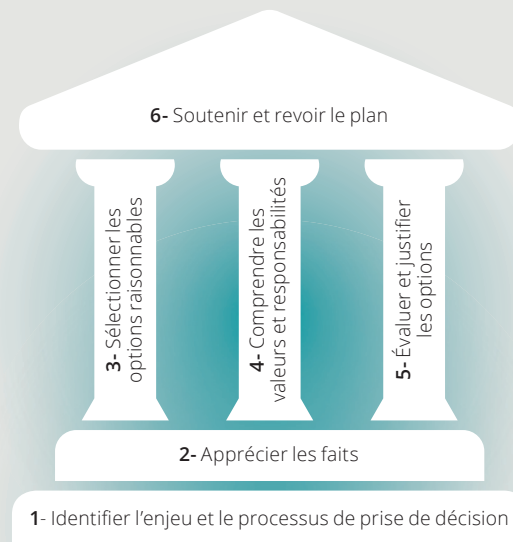 6- Soutenir et revoir le plan
3- Sélectionner les
options raisonnables
4- Comprendre les
valeurs et responsabilités
5- Évaluer et justifier
les options
2- Apprécier les faits
1- Identifier l'enjeu et le processus de prise de décision